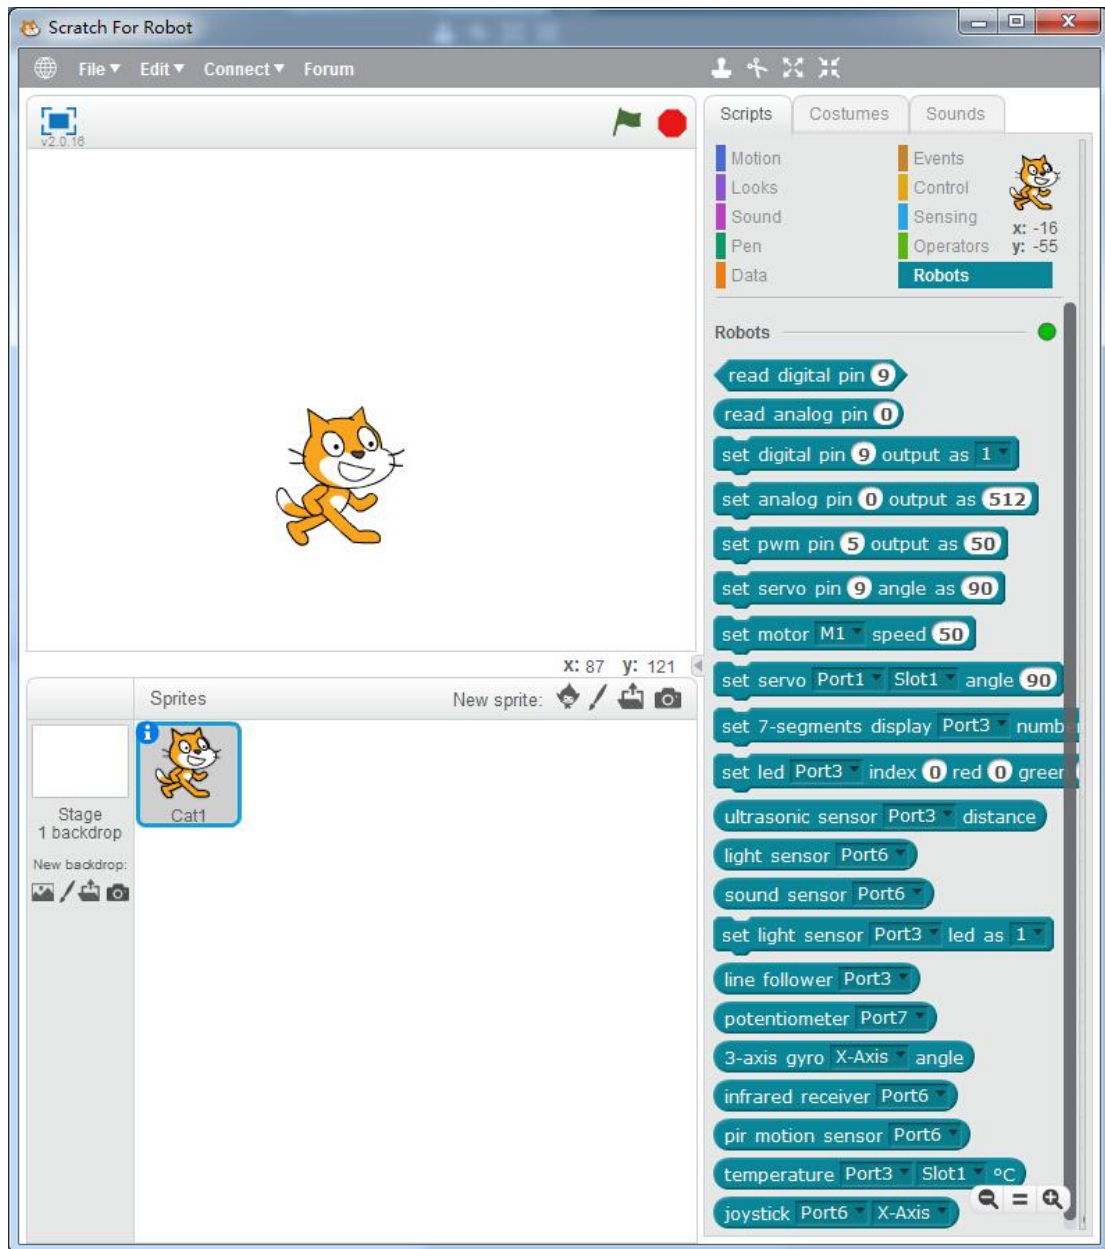 Scratch For Robot
File Edit Connect Forum
v2.0.16
Scripts Costumes Sounds
Motion Events
Looks Control
Sound Sensing
Pen Operators
Data Robots
x: -16
y: -55
Robots
read digital pin 9
read analog pin 0
set digital pin 9 output as 1
set analog pin 0 output as 512
set pwm pin 5 output as 50
set servo pin 9 angle as 90
set motor M1 speed 50
set servo Port1 Slot1 angle 90
set 7-segments display Port3 numbe
set led Port3 index 0 red 0 green
ultrasonic sensor Port3 distance
light sensor Port6
sound sensor Port6
set light sensor Port3 led as 1
line follower Port3
potentiometer Port7
3-axis gyro X-Axis angle
infrared receiver Port6
pir motion sensor Port6
temperature Port3 Slot1 ºC
joystick Port6 X-Axis
X: 87 y: 121
Sprites New sprite:
Cat1
Stage
1 backdrop
New backdrop: